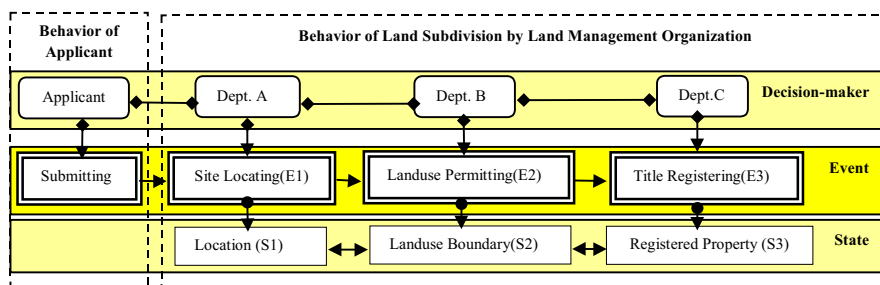 Behavior of
Applicant
Behavior of Land Subdivision by Land Management Organization
Applicant
Dept. A
Dept. B
Dept.C
Decision-maker
Submitting
Site Locating(E1)
Landuse Permitting(E2)
Title Registering(E3)
Event
Location (S1)
Landuse Boundary(S2)
Registered Property (S3)
State